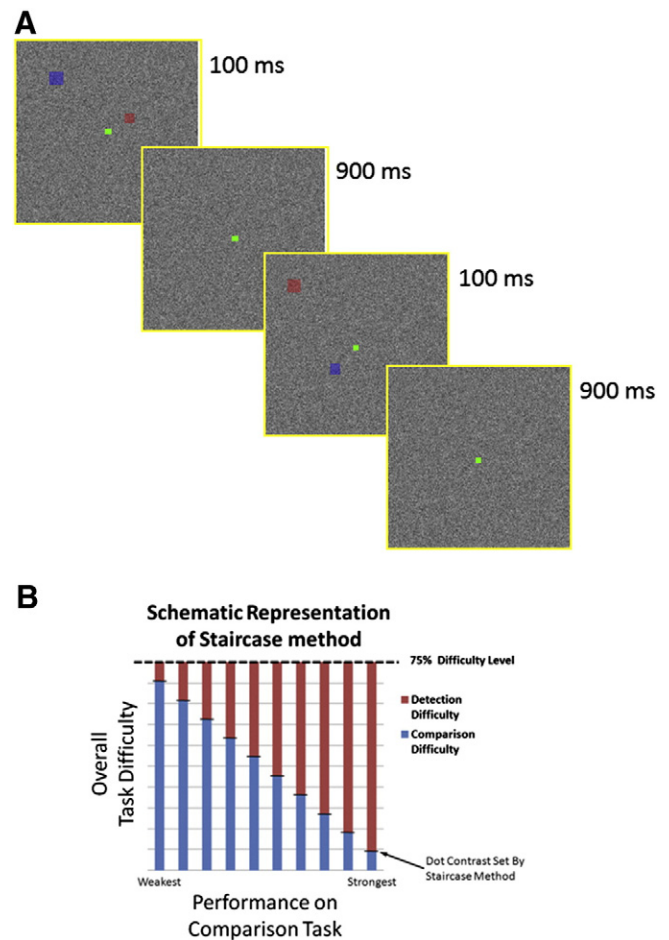 A
100 ms
900 ms
100 ms
900 ms
B
Schematic Representation
of Staircase method
75% Difficulty Level
Detection
Difficulty
Comparison
Difficulty
Overall
Task Difficulty
Dot Contrast Set By
Staircase Method
Weakest
Strongest
Performance on
Comparison Task